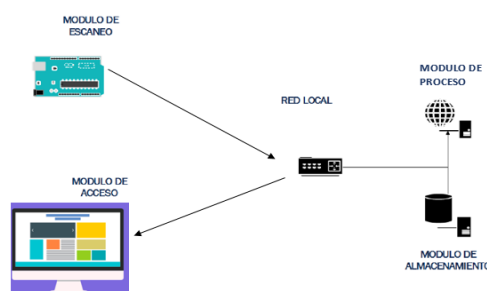 MODULO DE
ESCANEO
RED LOCAL
MODULO DE
PROCESO
MODULO DE
ACCESO
MODULO DE
ALMACENAMIENTO